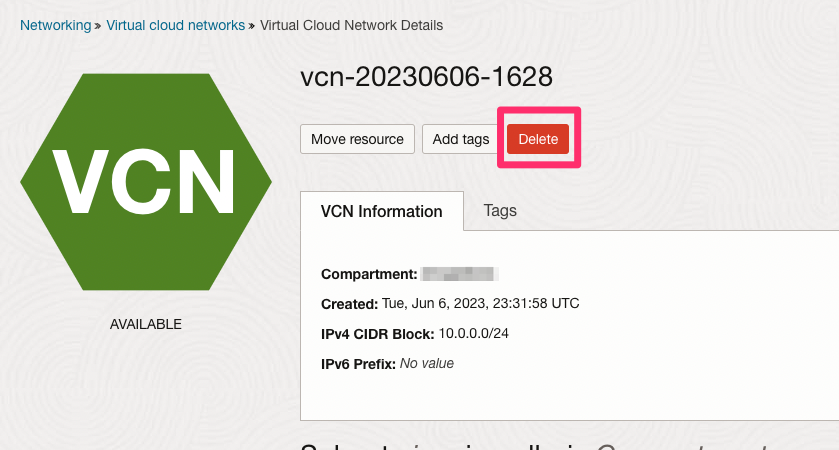 Networking » Virtual cloud networks » Virtual Cloud Network Details
vcn-20230606-1628
Move resource Add tags Delete
VCN
VCN Information Tags
Compartment:
Created: Tue, Jun 6, 2023, 23:31:58 UTC
AVAILABLE
IPv4 CIDR Block: 10.0.0.0/24
IPv6 Prefix: No value